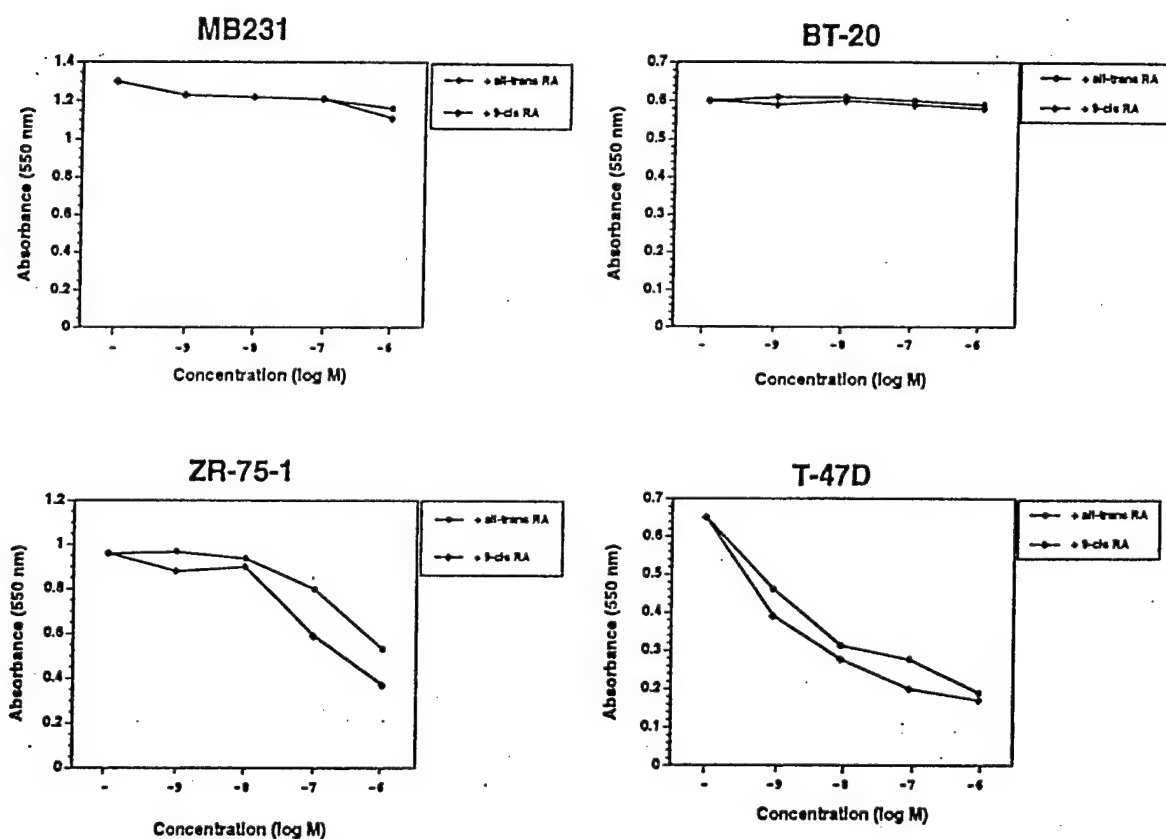 MB231
1.4
1.2
1
0.8
0.6
0.4
0.2
0
Absorbance (550 nm)
-
-9
-8
-7
-6
Concentration (log M)
+ all-trans RA
+ 9-cis RA
BT-20
0.7
0.6
0.5
0.4
0.3
0.2
0.1
0
Absorbance (550 nm)
-
-9
-8
-7
-6
Concentration (log M)
+ all-trans RA
+ 9-cis RA
ZR-75-1
1.2
1
0.8
0.6
0.4
0.2
0
Absorbance (550 nm)
-
-9
-8
-7
-6
Concentration (log M)
+ all-trans RA
+ 9-cis RA
T-47D
0.7
0.6
0.5
0.4
0.3
0.2
0.1
0
Absorbance (550 nm)
-
-9
-8
-7
-6
Concentration (log M)
+ all-trans RA
+ 9-cis RA